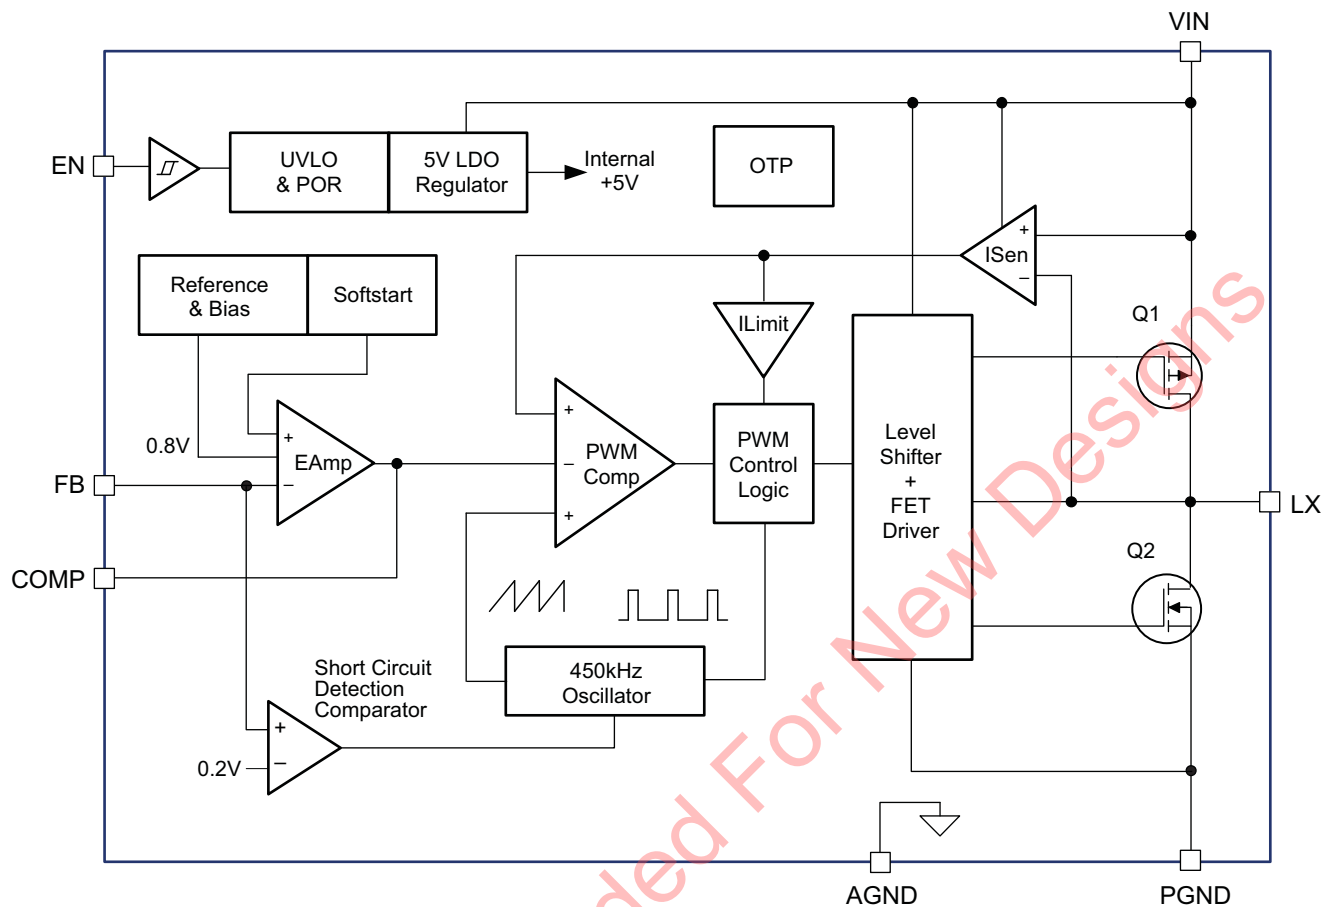 VIN
EN
UVLO
& POR
5V LDO
Regulator
Internal
+5V
OTP
Reference
& Bias
Softstart
+
ISen
−
ILimit
Q1
0.8V
+
EAmp
−
+
−
PWM
Comp
+
PWM
Control
Logic
Level
Shifter
+
FET
Driver
FB
LX
COMP
Q2
450kHz
Oscillator
Short Circuit
Detection
Comparator
+
−
0.2V
AGND
PGND
ded For New Designs